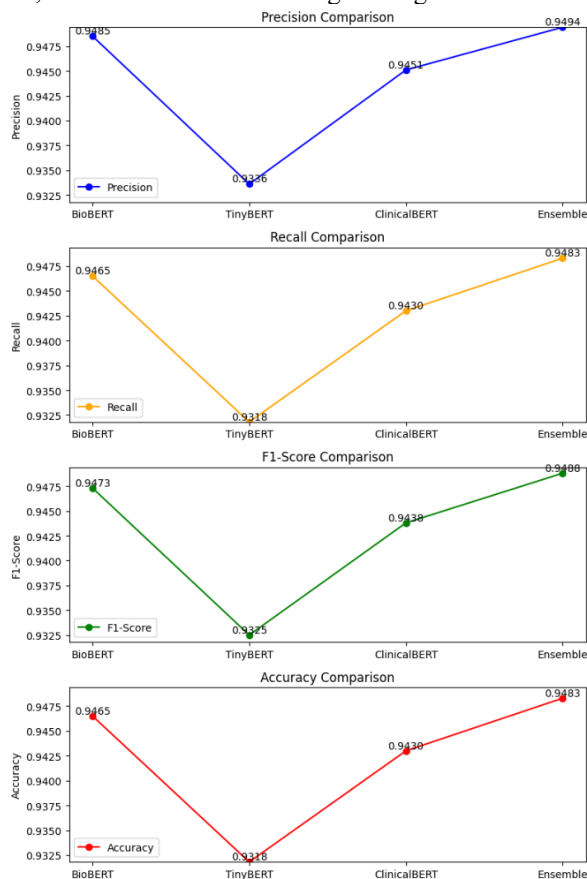 Precision Comparison
0.9485
0.9336
0.9451
0.9494
0.9475
0.9450
0.9425
0.9400
0.9375
0.9350
0.9325
Precision
Precision
BioBERT TinyBERT ClinicalBERT Ensemble
Recall Comparison
0.9465
0.9318
0.9430
0.9483
0.9475
0.9450
0.9425
0.9400
0.9375
0.9350
0.9325
Recall
Recall
BioBERT TinyBERT ClinicalBERT Ensemble
F1-Score Comparison
0.9473
0.9325
0.9438
0.9488
0.9475
0.9450
0.9425
0.9400
0.9375
0.9350
0.9325
F1-Score
F1-Score
BioBERT TinyBERT ClinicalBERT Ensemble
Accuracy Comparison
0.9465
0.9318
0.9430
0.9483
0.9475
0.9450
0.9425
0.9400
0.9375
0.9350
0.9325
Accuracy
Accuracy
BioBERT TinyBERT ClinicalBERT Ensemble